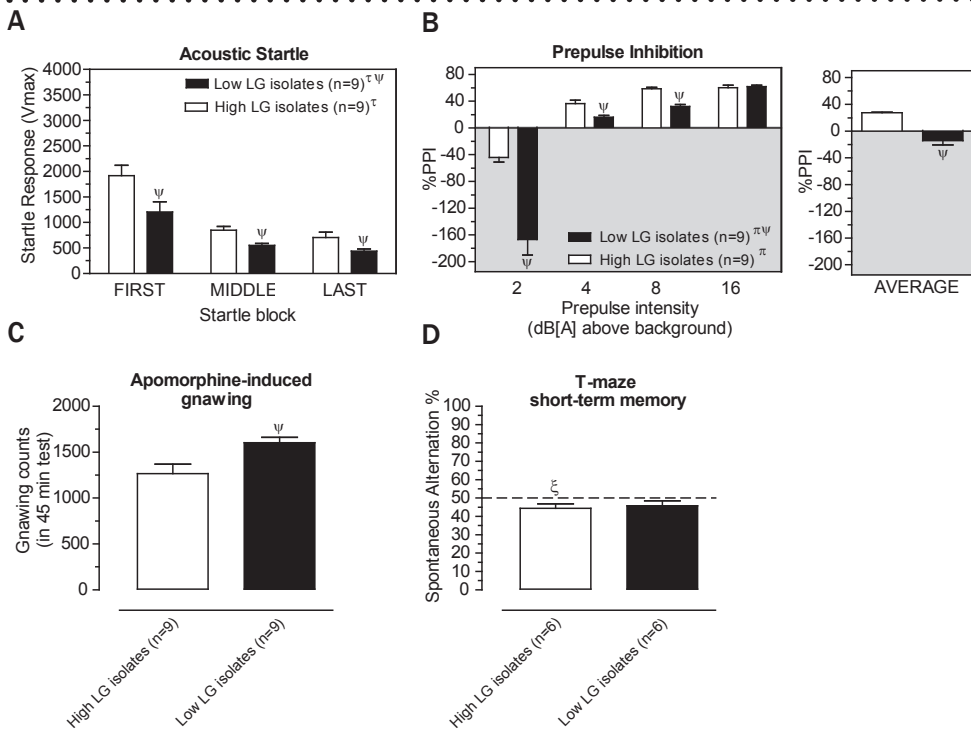 A
Acoustic Startle
4000
3500
3000
2500
2000
1500
1000
500
0
Startle Response (Vmax)
Low LG isolates (n=9)τψ
High LG isolates (n=9)τ
ψ
ψ
ψ
FIRST MIDDLE LAST
Startle block
B
Prepulse Inhibition
80
40
0
-40
-80
-120
-160
-200
%PPI
ψ
ψ
ψ
Low LG isolates (n=9)πψ
High LG isolates (n=9)π
2 4 8 16
Prepulse intensity
(dB[A] above background)
80
40
0
-40
-80
-120
-160
-200
%PPI
ψ
AVERAGE
C
Apomorphine-induced
gnawing
2000
1500
1000
500
0
Gnawing counts
(in 45 min test)
ψ
High LG isolates (n=9)
Low LG isolates (n=9)
D
T-maze
short-term memory
100
90
80
70
60
50
40
30
20
10
0
Spontaneous Alternation %
ξ
High LG isolates (n=6)
Low LG isolates (n=6)